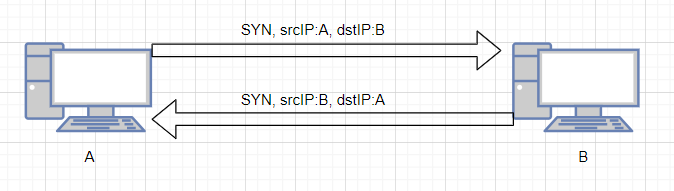 SYN, srcIP:A, dstIP:B
SYN, srcIP:B, dstIP:A
A
B